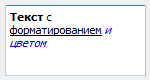 Текст с
форматированием и
цветом